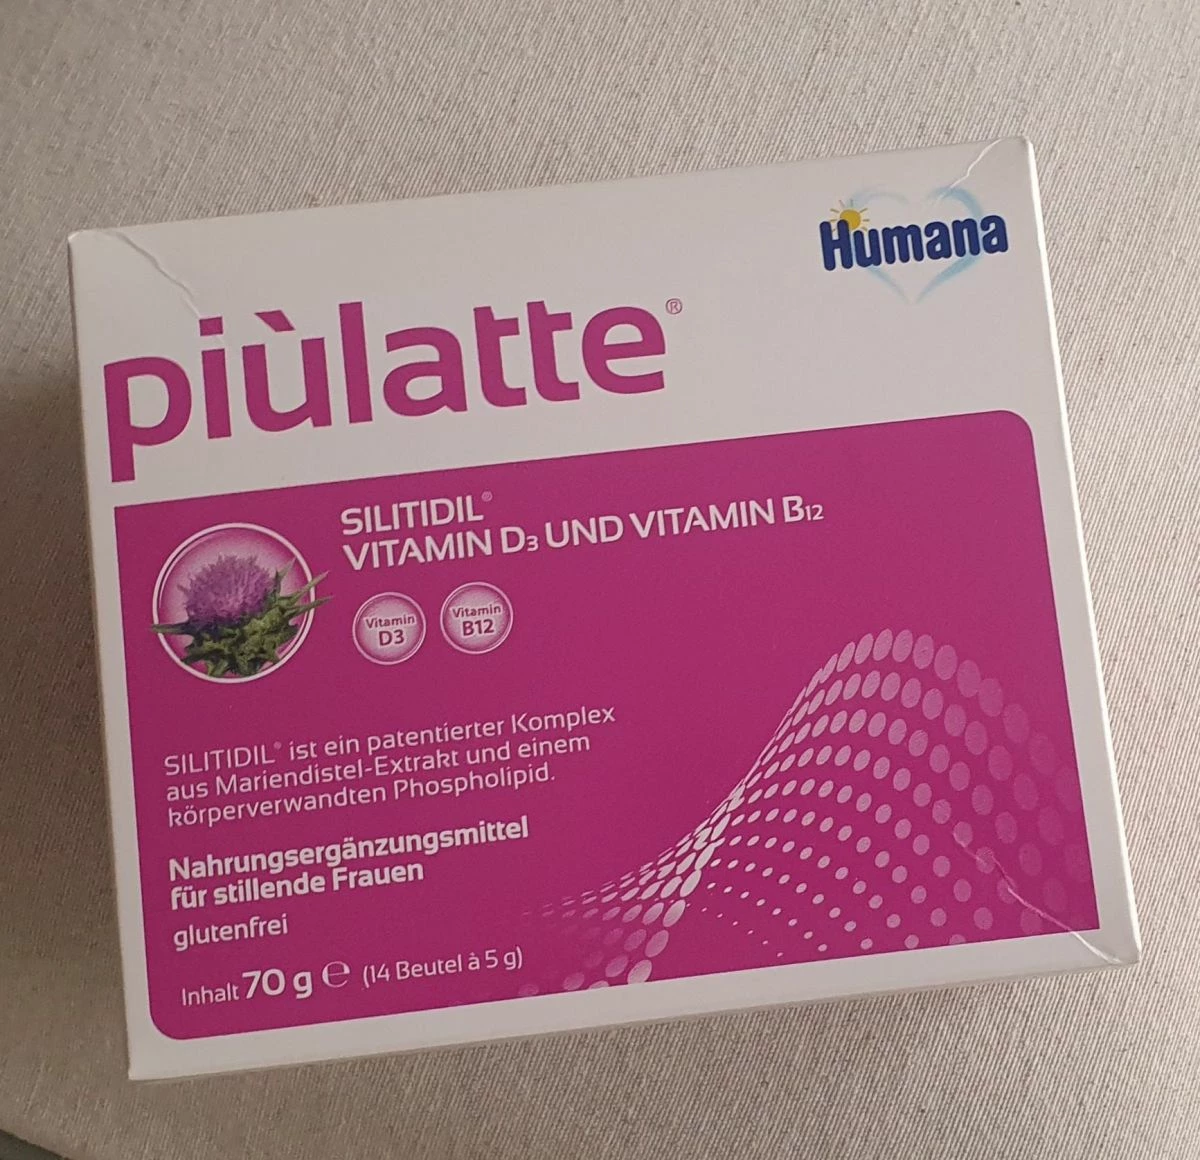 Humana
piùlatte®
SILITIDIL®
VITAMIN D3 UND VITAMIN B12
Vitamin
D3
Vitamin
B12
SILITIDIL® ist ein patentierter Komplex
aus Mariendistel-Extrakt und einem
körperverwandten Phospholipid.
Nahrungsergänzungsmittel
für stillende Frauen
glutenfrei
Inhalt 70 g ℮ (14 Beutel à 5 g)